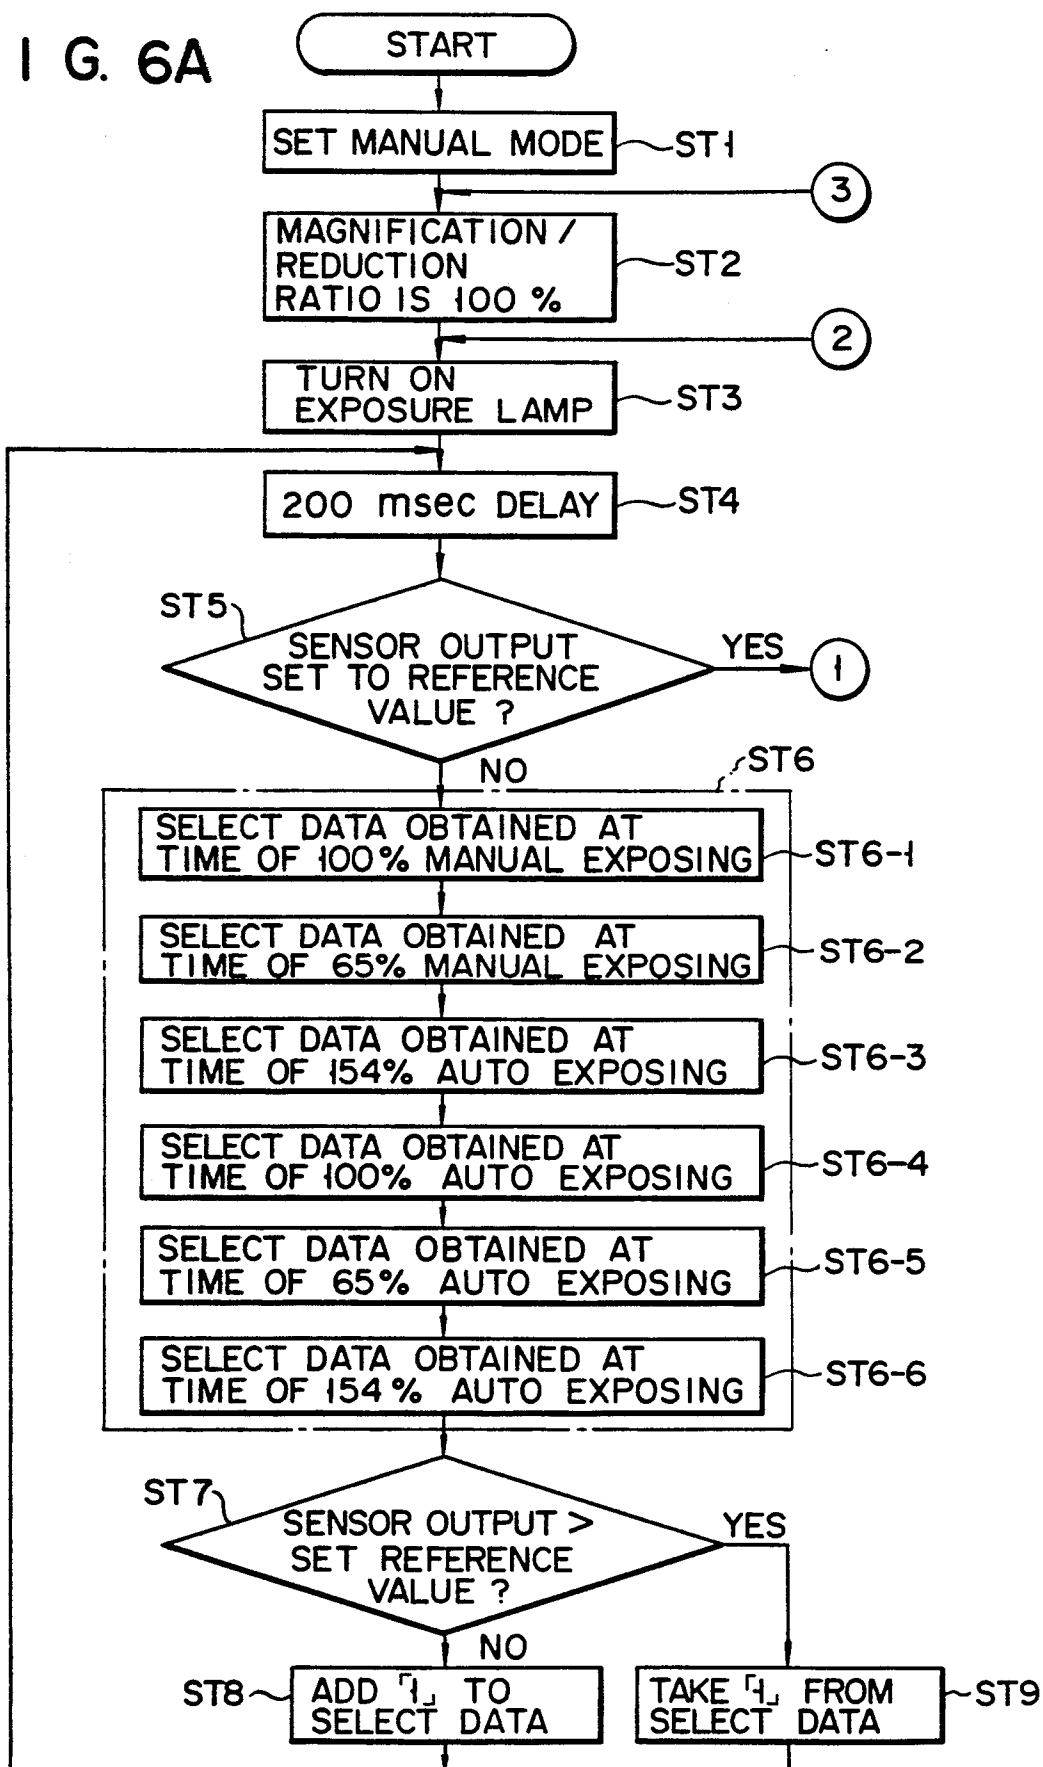 I G. 6A
START
SET MANUAL MODE
ST1
3
MAGNIFICATION /
REDUCTION
RATIO IS 100 %
ST2
2
TURN ON
EXPOSURE LAMP
ST3
200 msec DELAY
ST4
ST5
SENSOR OUTPUT
SET TO REFERENCE
VALUE ?
YES
1
NO
ST6
SELECT DATA OBTAINED AT
TIME OF 100% MANUAL EXPOSING
ST6-1
SELECT DATA OBTAINED AT
TIME OF 65% MANUAL EXPOSING
ST6-2
SELECT DATA OBTAINED AT
TIME OF 154% AUTO EXPOSING
ST6-3
SELECT DATA OBTAINED AT
TIME OF 100% AUTO EXPOSING
ST6-4
SELECT DATA OBTAINED AT
TIME OF 65% AUTO EXPOSING
ST6-5
SELECT DATA OBTAINED AT
TIME OF 154% AUTO EXPOSING
ST6-6
ST7
SENSOR OUTPUT >
SET REFERENCE
VALUE ?
YES
NO
ST8
ADD「1」TO
SELECT DATA
TAKE「1」FROM
SELECT DATA
ST9